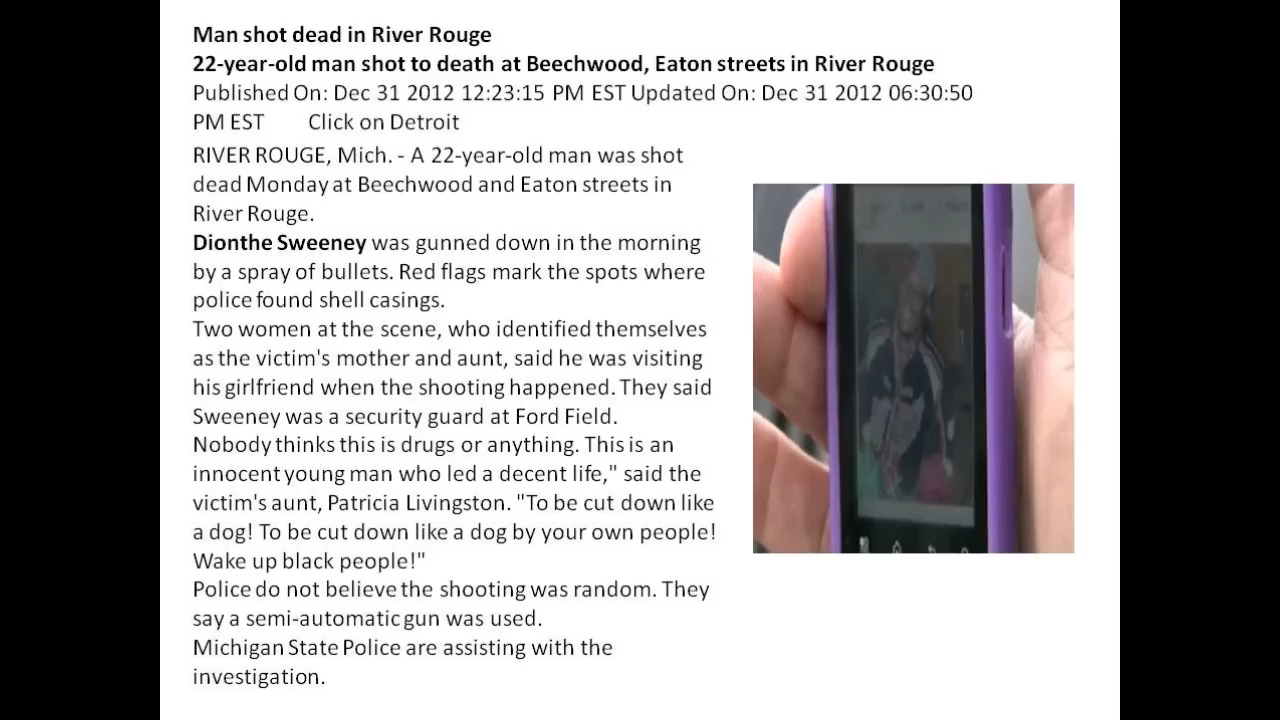 Man shot dead in River Rouge
22-year-old man shot to death at Beechwood, Eaton streets in River Rouge
Published On: Dec 31 2012 12:23:15 PM EST Updated On: Dec 31 2012 06:30:50
PM EST Click on Detroit
RIVER ROUGE, Mich. - A 22-year-old man was shot
dead Monday at Beechwood and Eaton streets in
River Rouge.
Dionthe Sweeney was gunned down in the morning
by a spray of bullets. Red flags mark the spots where
police found shell casings.
Two women at the scene, who identified themselves
as the victim's mother and aunt, said he was visiting
his girlfriend when the shooting happened. They said
Sweeney was a security guard at Ford Field.
Nobody thinks this is drugs or anything. This is an
innocent young man who led a decent life," said the
victim's aunt, Patricia Livingston. "To be cut down like
a dog! To be cut down like a dog by your own people!
Wake up black people!"
Police do not believe the shooting was random. They
say a semi-automatic gun was used.
Michigan State Police are assisting with the
investigation.